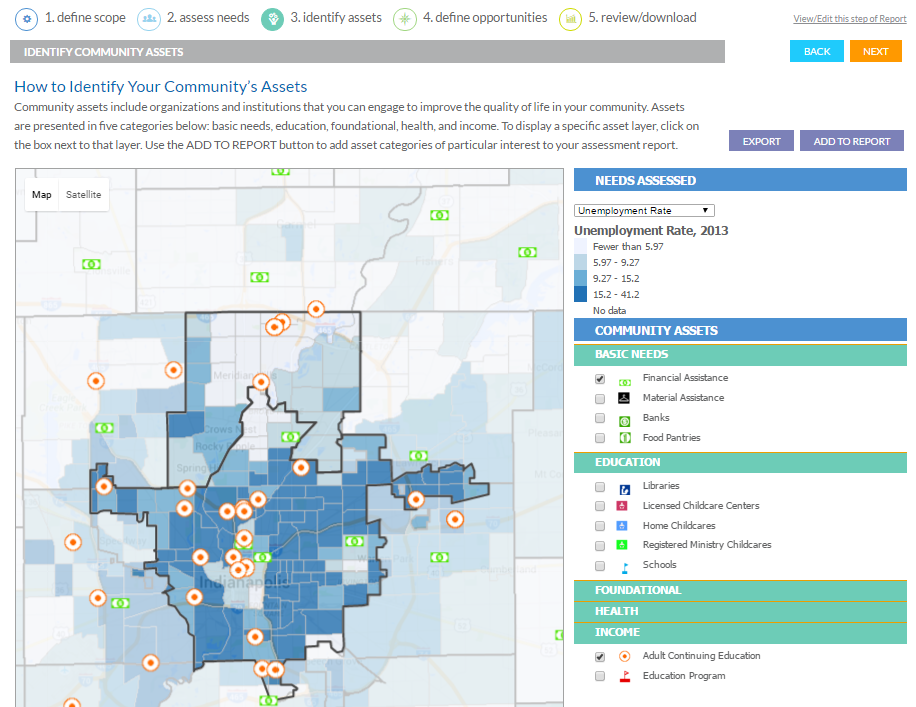 1. define scope
2. assess needs
3. identify assets
4. define opportunities
5. review/download
View/Edit this step of Report
IDENTIFY COMMUNITY ASSETS
BACK
NEXT
How to Identify Your Community's Assets
Community assets include organizations and institutions that you can engage to improve the quality of life in your community. Assets
are presented in five categories below: basic needs, education, foundational, health, and income. To display a specific asset layer, click on
the box next to that layer. Use the ADD TO REPORT button to add asset categories of particular interest to your assessment report.
EXPORT
ADD TO REPORT
Map
Satellite
Carmel
Fishers
Meridian
Crows Nest
Rocky Ripple
Indianapolis
Cumberland
NEEDS ASSESSED
Unemployment Rate
Unemployment Rate, 2013
Fewer than 5.97
5.97 - 9.27
9.27 - 15.2
15.2 - 41.2
No data
COMMUNITY ASSETS
BASIC NEEDS
Financial Assistance
Material Assistance
Banks
Food Pantries
EDUCATION
Libraries
Licensed Childcare Centers
Home Childcares
Registered Ministry Childcares
Schools
FOUNDATIONAL
HEALTH
INCOME
Adult Continuing Education
Education Program